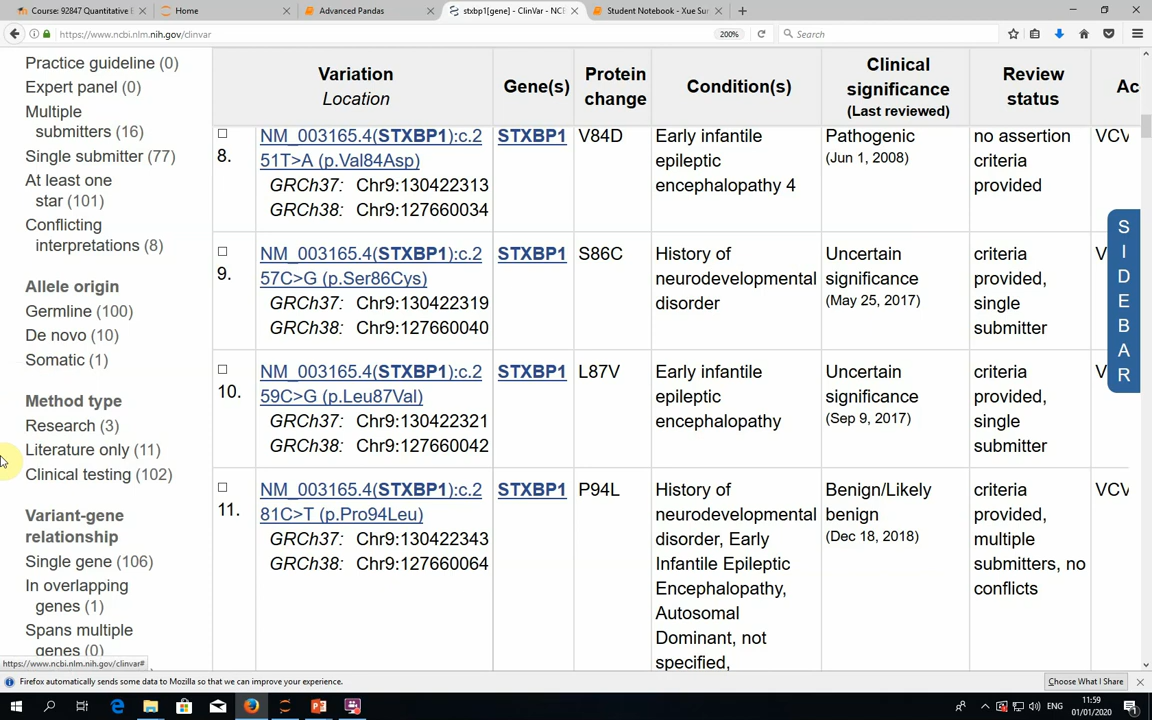 Course: 92847 Quantitative
Home
Advanced Pandas
stxbp1[gene] - ClinVar - NC
Student Notebook - Xue Su
https://www.ncbi.nlm.nih.gov/clinvar
200%
Search
Variation
Location
Gene(s)
Protein
change
Condition(s)
Clinical
significance
(Last reviewed)
Review
status
Ac
Practice guideline (0)
Expert panel (0)
Multiple
submitters (16)
Single submitter (77)
At least one
star (101)
Conflicting
interpretations (8)
Allele origin
Germline (100)
De novo (10)
Somatic (1)
Method type
Research (3)
Literature only (11)
Clinical testing (102)
Variant-gene
relationship
Single gene (106)
In overlapping
genes (1)
Spans multiple
genes (0)
8.
NM_003165.4(STXBP1):c.2
51T>A (p.Val84Asp)
GRCh37: Chr9:130422313
GRCh38: Chr9:127660034
STXBP1
V84D
Early infantile
epileptic
encephalopathy 4
Pathogenic
(Jun 1, 2008)
no assertion
criteria
provided
VCV
9.
NM_003165.4(STXBP1):c.2
57C>G (p.Ser86Cys)
GRCh37: Chr9:130422319
GRCh38: Chr9:127660040
STXBP1
S86C
History of
neurodevelopmental
disorder
Uncertain
significance
(May 25, 2017)
criteria
provided,
single
submitter
V
10.
NM_003165.4(STXBP1):c.2
59C>G (p.Leu87Val)
GRCh37: Chr9:130422321
GRCh38: Chr9:127660042
STXBP1
L87V
Early infantile
epileptic
encephalopathy
Uncertain
significance
(Sep 9, 2017)
criteria
provided,
single
submitter
V
11.
NM_003165.4(STXBP1):c.2
81C>T (p.Pro94Leu)
GRCh37: Chr9:130422343
GRCh38: Chr9:127660064
STXBP1
P94L
History of
neurodevelopmental
disorder, Early
Infantile Epileptic
Encephalopathy,
Autosomal
Dominant, not
specified,
Benign/Likely
benign
(Dec 18, 2018)
criteria
provided,
multiple
submitters, no
conflicts
VCV
SIDEBAR
https://www.ncbi.nlm.nih.gov/clinvar#
Firefox automatically sends some data to Mozilla so that we can improve your experience.
Choose What I Share
ENG
11:59
01/01/2020